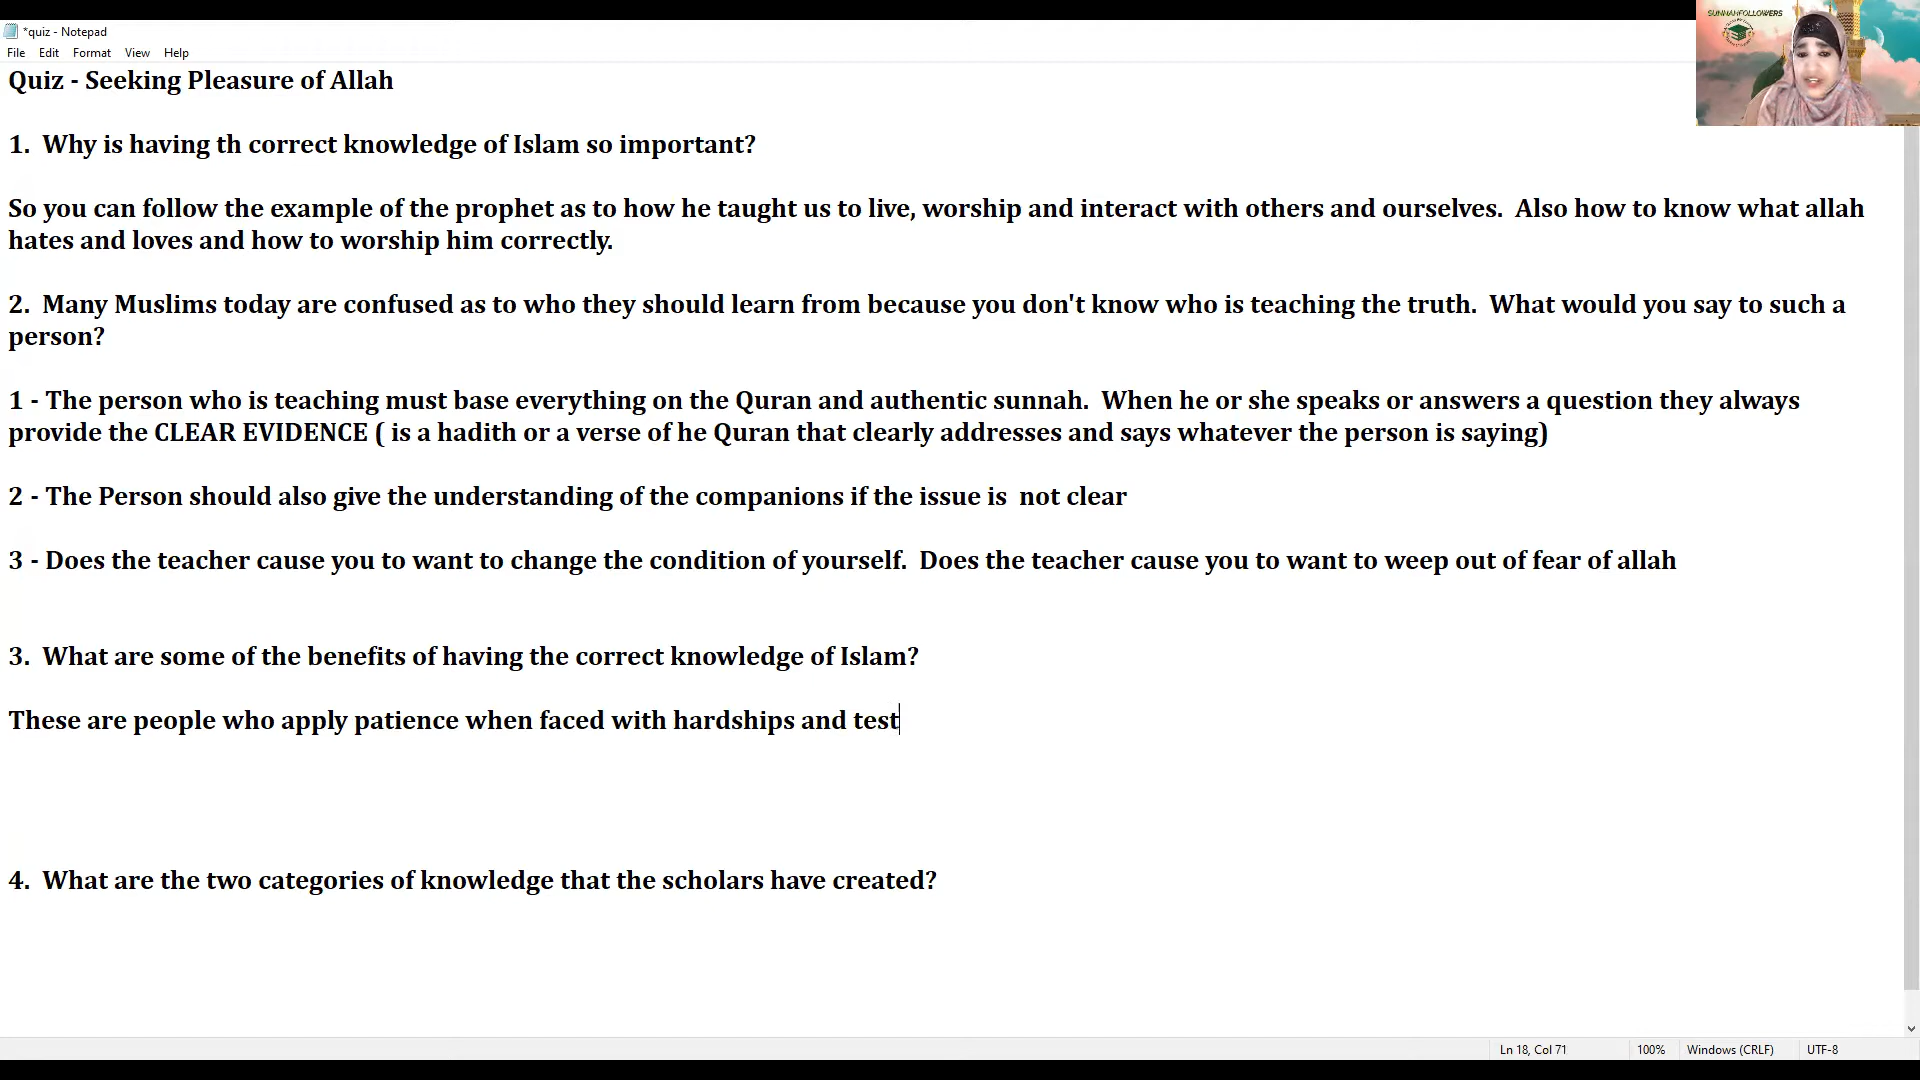 *quiz - Notepad
File Edit Format View Help
SUNNAHFOLLOWERS
Quiz - Seeking Pleasure of Allah
1.  Why is having th correct knowledge of Islam so important?
So you can follow the example of the prophet as to how he taught us to live, worship and interact with others and ourselves.  Also how to know what allah
hates and loves and how to worship him correctly.
2.  Many Muslims today are confused as to who they should learn from because you don't know who is teaching the truth.  What would you say to such a
person?
1 - The person who is teaching must base everything on the Quran and authentic sunnah.  When he or she speaks or answers a question they always
provide the CLEAR EVIDENCE ( is a hadith or a verse of he Quran that clearly addresses and says whatever the person is saying)
2 - The Person should also give the understanding of the companions if the issue is  not clear
3 - Does the teacher cause you to want to change the condition of yourself.  Does the teacher cause you to want to weep out of fear of allah
3.  What are some of the benefits of having the correct knowledge of Islam?
These are people who apply patience when faced with hardships and test
4.  What are the two categories of knowledge that the scholars have created?
Ln 18, Col 71 100% Windows (CRLF) UTF-8